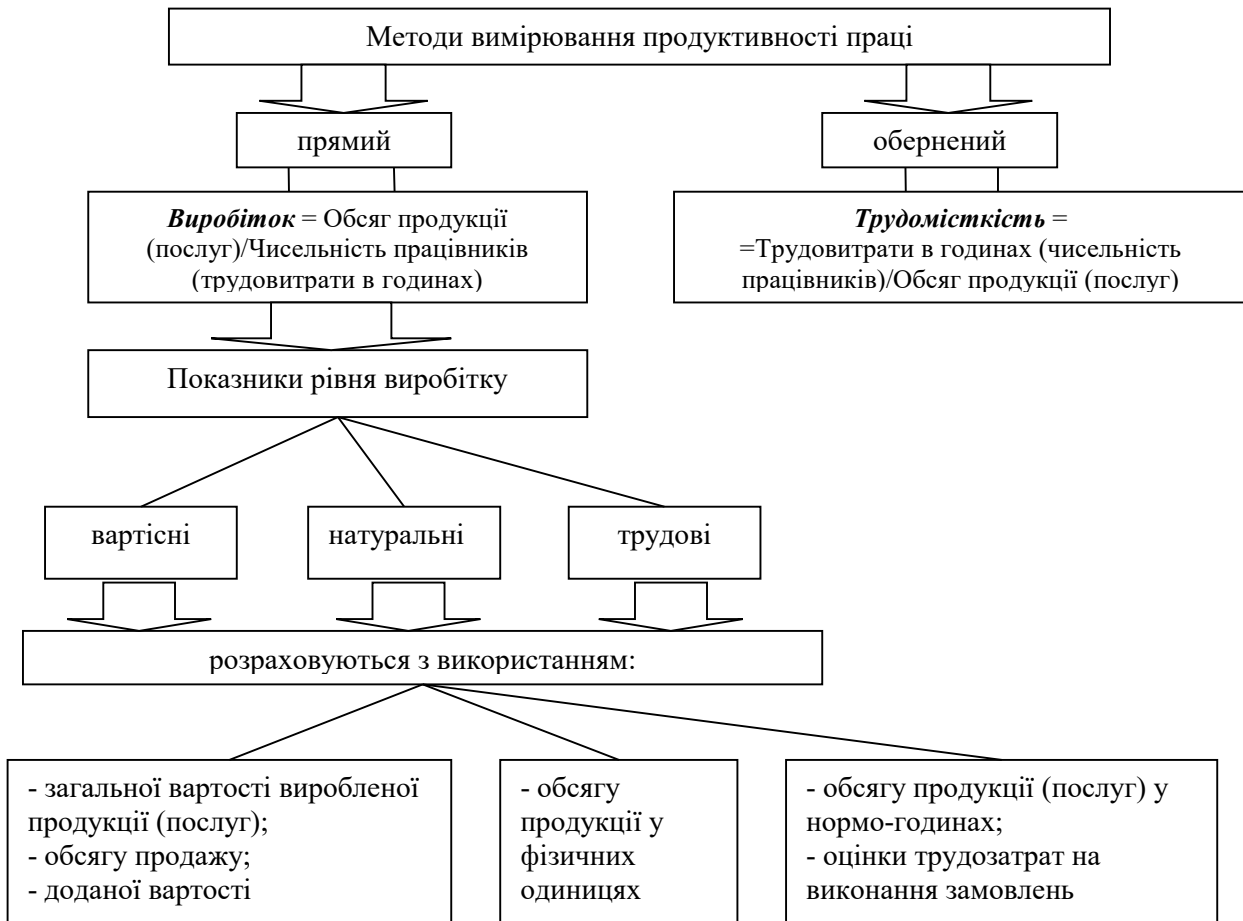 Методи вимірювання продуктивності праці
прямий
обернений
Виробіток = Обсяг продукції
(послуг)/Чисельність працівників
(трудовитрати в годинах)
Трудомісткість =
=Трудовитрати в годинах (чисельність
працівників)/Обсяг продукції (послуг)
Показники рівня виробітку
вартісні
натуральні
трудові
розраховуються з використанням:
- загальної вартості виробленої
продукції (послуг);
- обсягу продажу;
- доданої вартості
- обсягу
продукції у
фізичних
одиницях
- обсягу продукції (послуг) у
нормо-годинах;
- оцінки трудозатрат на
виконання замовлень